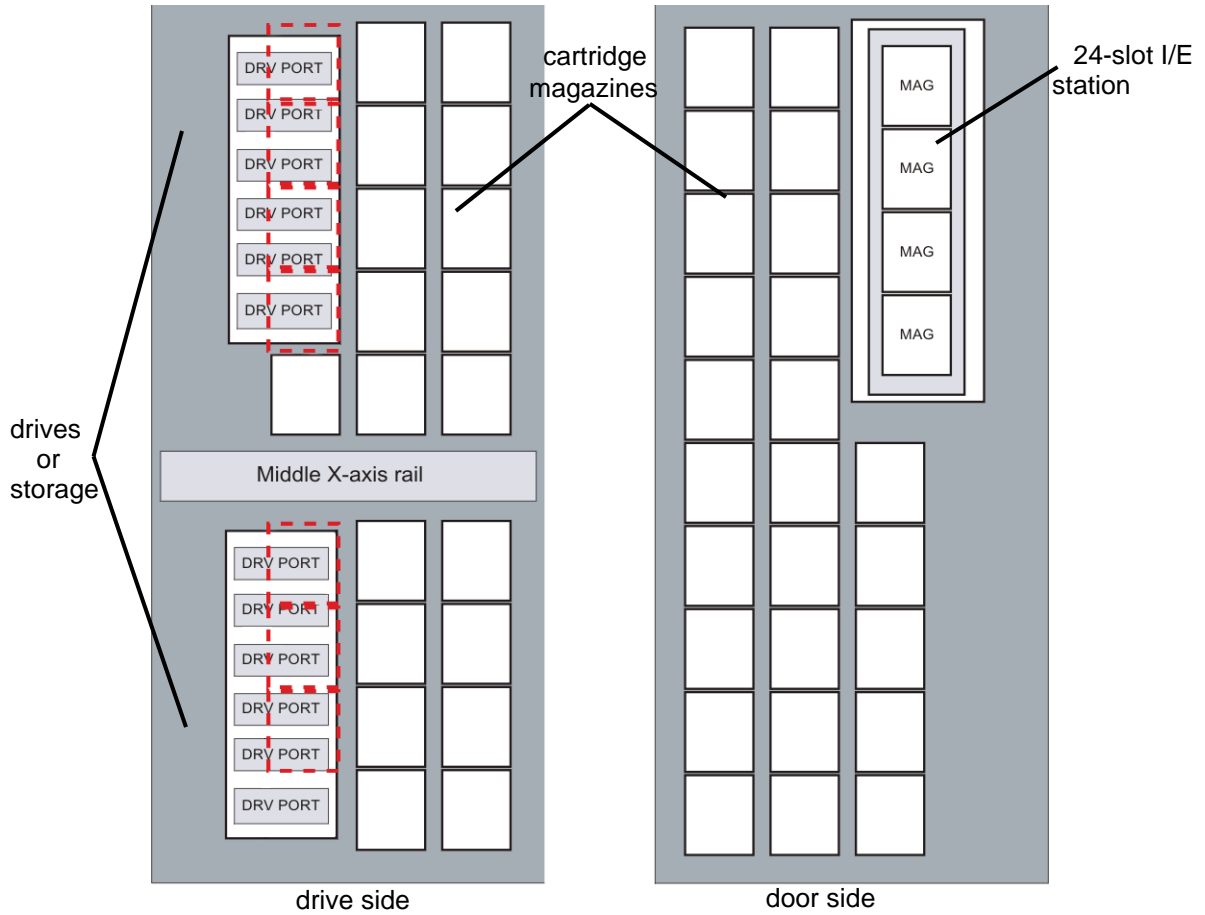 DRV PORT
DRV PORT
DRV PORT
DRV PORT
DRV PORT
DRV PORT
Middle X-axis rail
DRV PORT
DRV PORT
DRV PORT
DRV PORT
DRV PORT
DRV PORT
drives
or
storage
cartridge
magazines
MAG
MAG
MAG
MAG
24-slot I/E
station
drive side
door side